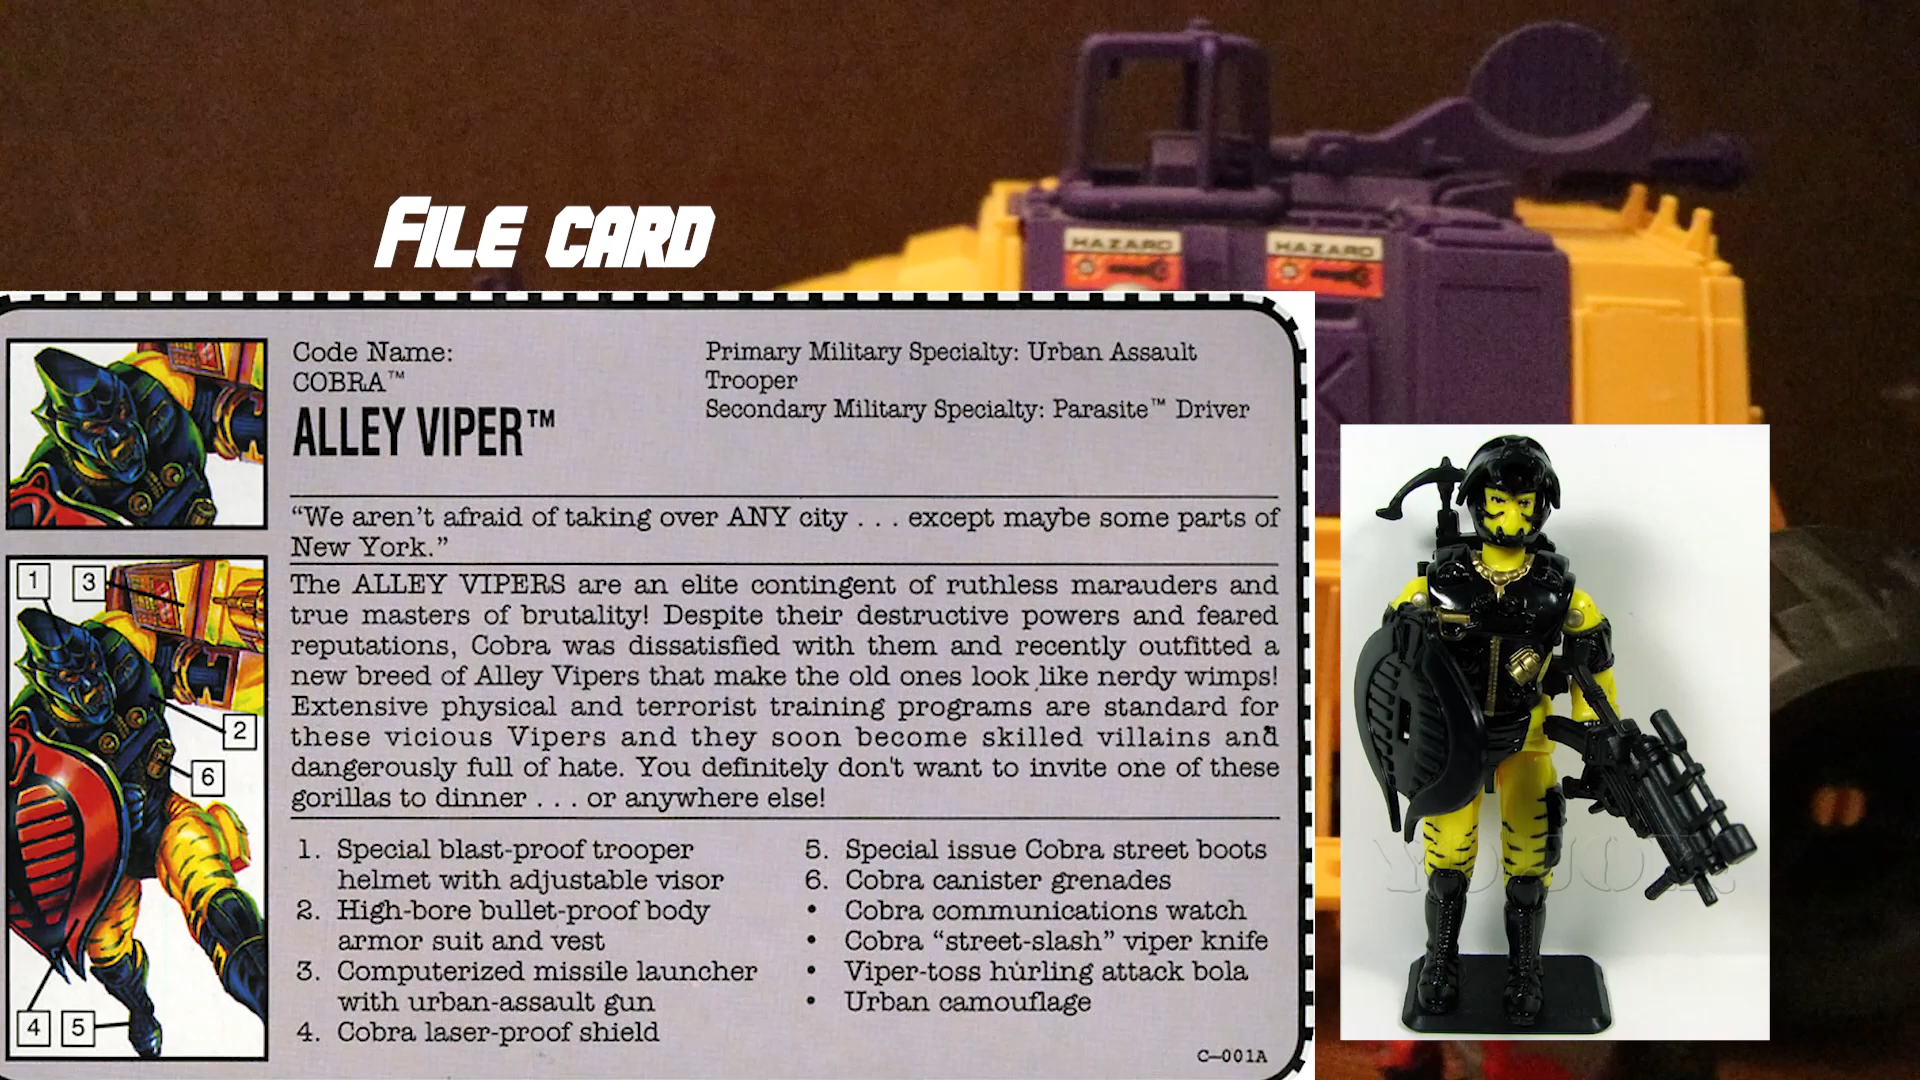 File card
HAZARD
HAZARD
Code Name:
COBRA™
ALLEY VIPER™
Primary Military Specialty: Urban Assault
Trooper
Secondary Military Specialty: Parasite™ Driver
“We aren’t afraid of taking over ANY city . . . except maybe some parts of
New York.”
The ALLEY VIPERS are an elite contingent of ruthless marauders and
true masters of brutality! Despite their destructive powers and feared
reputations, Cobra was dissatisfied with them and recently outfitted a
new breed of Alley Vipers that make the old ones look like nerdy wimps!
Extensive physical and terrorist training programs are standard for
these vicious Vipers and they soon become skilled villains and
dangerously full of hate. You definitely don't want to invite one of these
gorillas to dinner . . . or anywhere else!
1 3
2
6
4 5
1. Special blast-proof trooper
helmet with adjustable visor
2. High-bore bullet-proof body
armor suit and vest
3. Computerized missile launcher
with urban-assault gun
4. Cobra laser-proof shield
5. Special issue Cobra street boots
6. Cobra canister grenades
• Cobra communications watch
• Cobra “street-slash” viper knife
• Viper-toss hurling attack bola
• Urban camouflage
C-001A